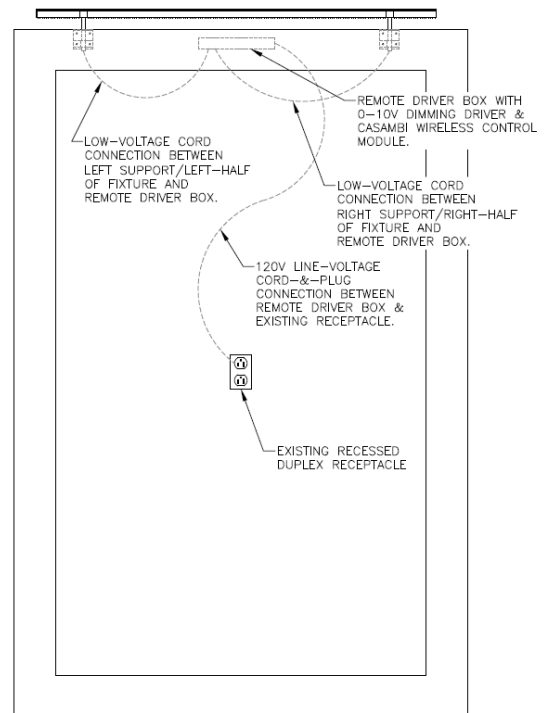 REMOTE DRIVER BOX WITH
0-10V DIMMING DRIVER &
CASAMBI WIRELESS CONTROL
MODULE.
LOW-VOLTAGE CORD
CONNECTION BETWEEN
LEFT SUPPORT/LEFT-HALF
OF FIXTURE AND
REMOTE DRIVER BOX.
LOW-VOLTAGE CORD
CONNECTION BETWEEN
RIGHT SUPPORT/RIGHT-HALF
OF FIXTURE AND
REMOTE DRIVER BOX.
120V LINE-VOLTAGE
CORD-&-PLUG
CONNECTION BETWEEN
REMOTE DRIVER BOX &
EXISTING RECEPTACLE.
EXISTING RECESSED
DUPLEX RECEPTACLE